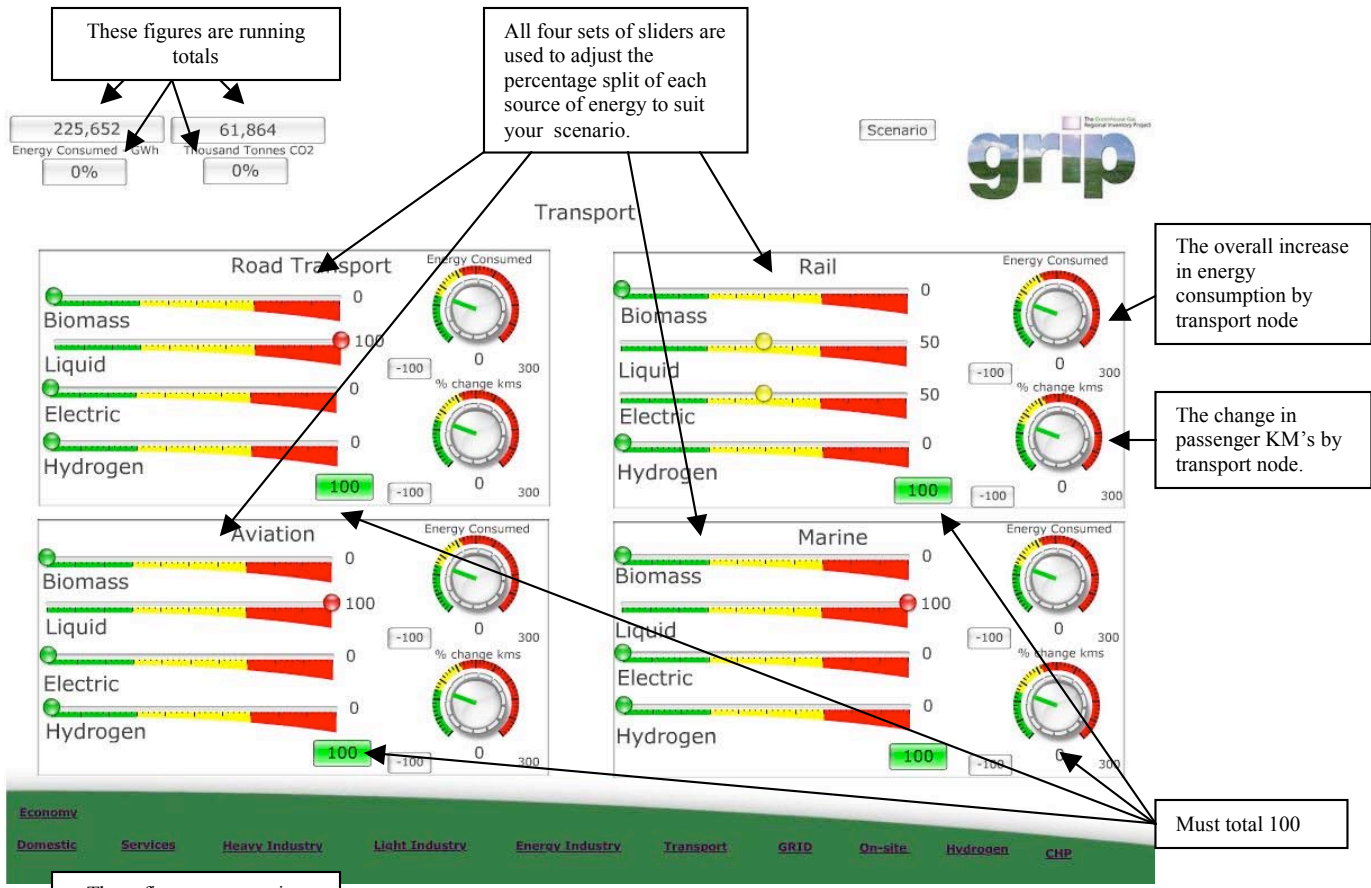 These figures are running
totals
All four sets of sliders are
used to adjust the
percentage split of each
source of energy to suit
your scenario.
225,652
61,864
Energy Consumed GWh
Thousand Tonnes CO2
0%
0%
Scenario
The Greenhouse Gas
Regional Inventory Project
grip
Transport
Road Transport
Energy Consumed
0
Biomass
100
Liquid
0
-100
300
0
Electric
% change kms
0
Hydrogen
100
-100
0
300
Rail
Energy Consumed
0
Biomass
50
Liquid
0
-100
300
50
Electric
% change kms
0
Hydrogen
100
-100
0
300
The overall increase
in energy
consumption by
transport node
The change in
passenger KM's by
transport node.
Aviation
Energy Consumed
0
Biomass
100
Liquid
-100
0
300
0
Electric
% change kms
0
Hydrogen
100
-100
0
300
Marine
Energy Consumed
0
Biomass
100
Liquid
-100
0
300
0
Electric
% change kms
0
Hydrogen
100
-100
0
300
Must total 100
Economy
Domestic Services Heavy Industry Light Industry Energy Industry Transport GRID On-site Hydrogen CHP